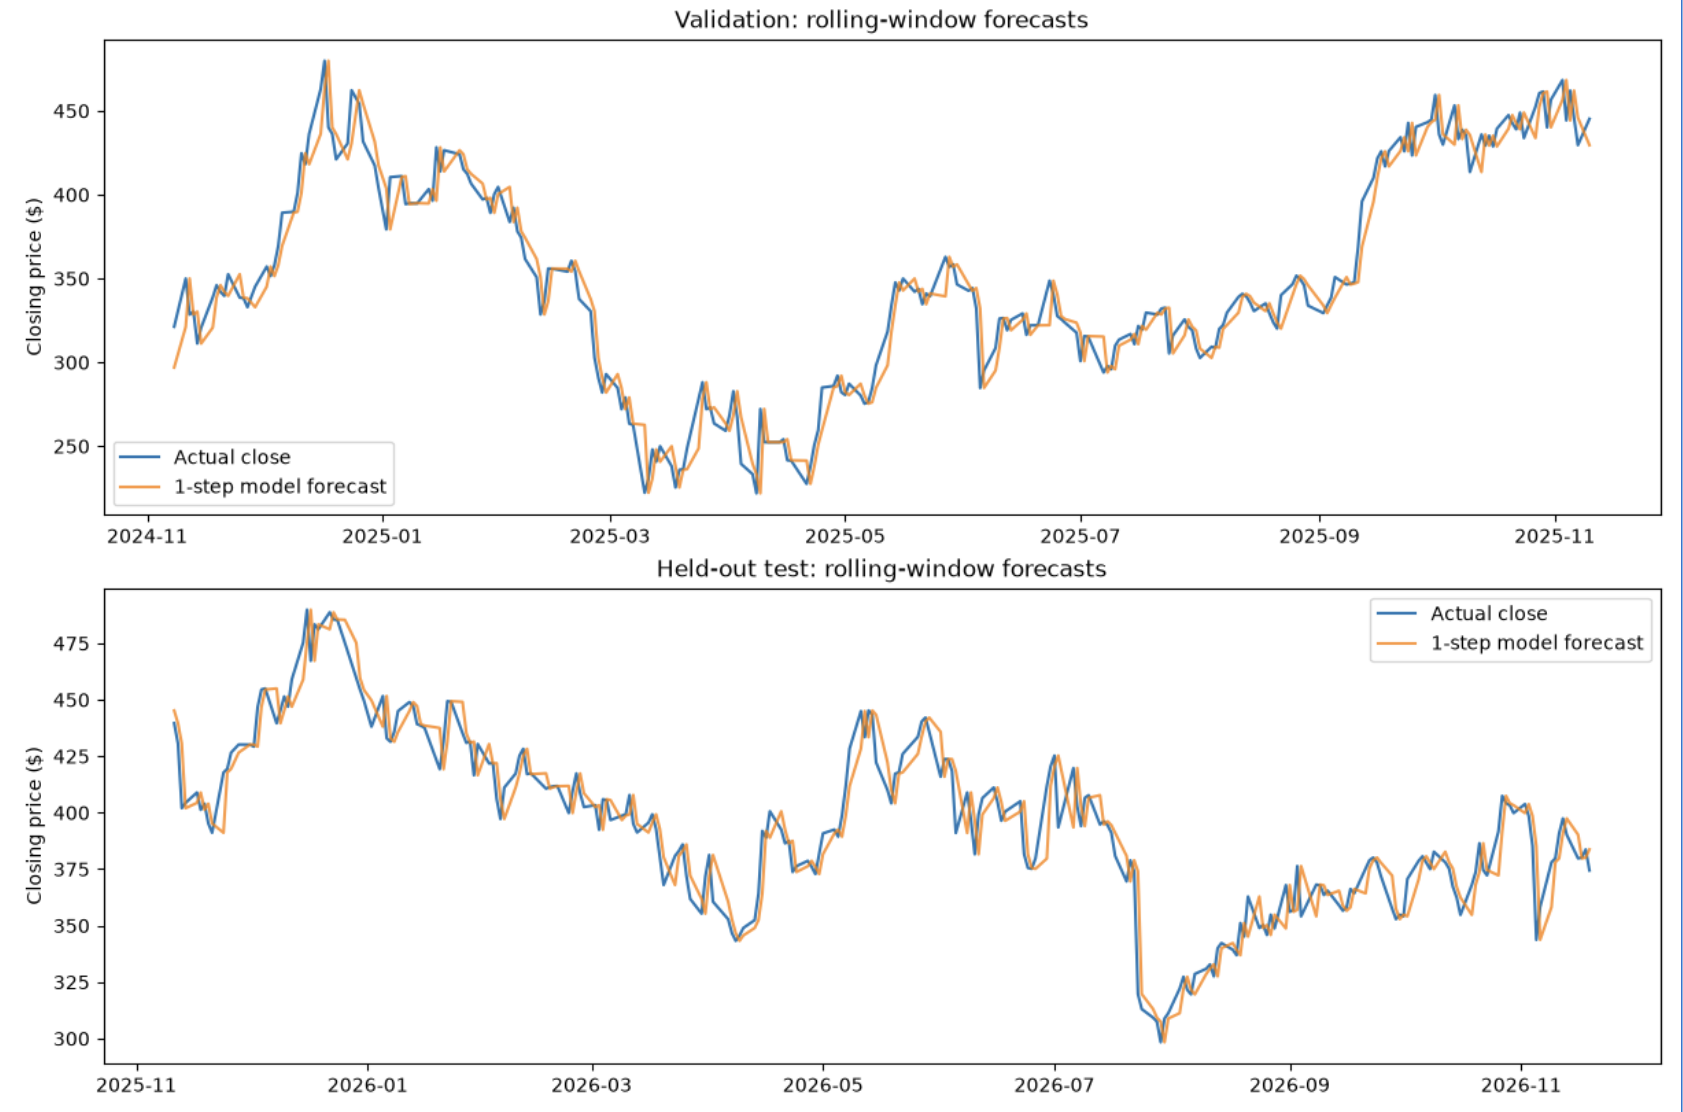 Validation: rolling-window forecasts
Closing price ($)
450
400
350
300
250
Actual close
1-step model forecast
2024-11 2025-01 2025-03 2025-05 2025-07 2025-09 2025-11
Held-out test: rolling-window forecasts
Closing price ($)
475
450
425
400
375
350
325
300
Actual close
1-step model forecast
2025-11 2026-01 2026-03 2026-05 2026-07 2026-09 2026-11